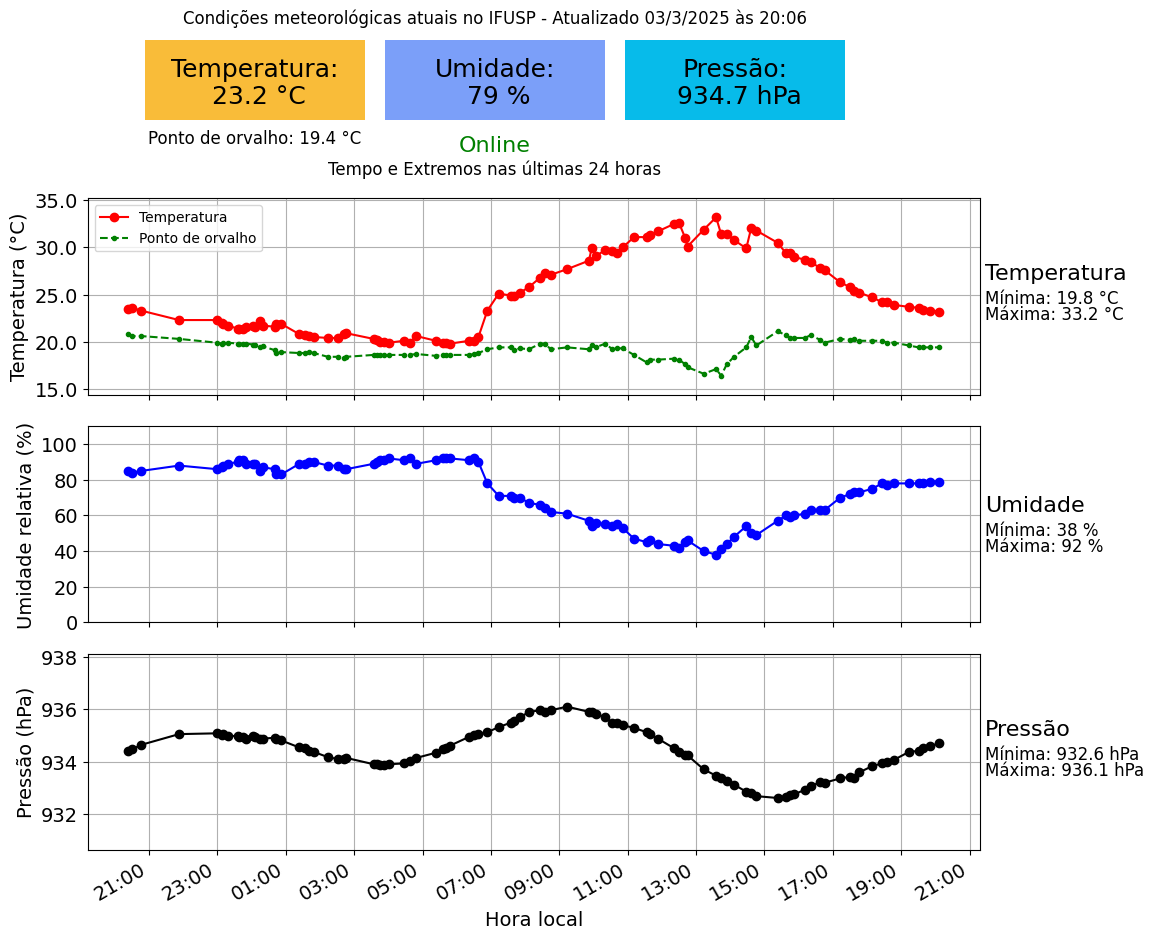 Condições meteorológicas atuais no IFUSP - Atualizado 03/3/2025 às 20:06
Temperatura:
23.2 °C
Umidade:
79 %
Pressão:
934.7 hPa
Ponto de orvalho: 19.4 °C
Online
Tempo e Extremos nas últimas 24 horas
Temperatura (°C)
35.0
30.0
25.0
20.0
15.0
Temperatura
Ponto de orvalho
Temperatura
Mínima: 19.8 °C
Máxima: 33.2 °C
Umidade relativa (%)
100
80
60
40
20
0
Umidade
Mínima: 38 %
Máxima: 92 %
Pressão (hPa)
938
936
934
932
Pressão
Mínima: 932.6 hPa
Máxima: 936.1 hPa
21:00 23:00 01:00 03:00 05:00 07:00 09:00 11:00 13:00 15:00 17:00 19:00 21:00
Hora local